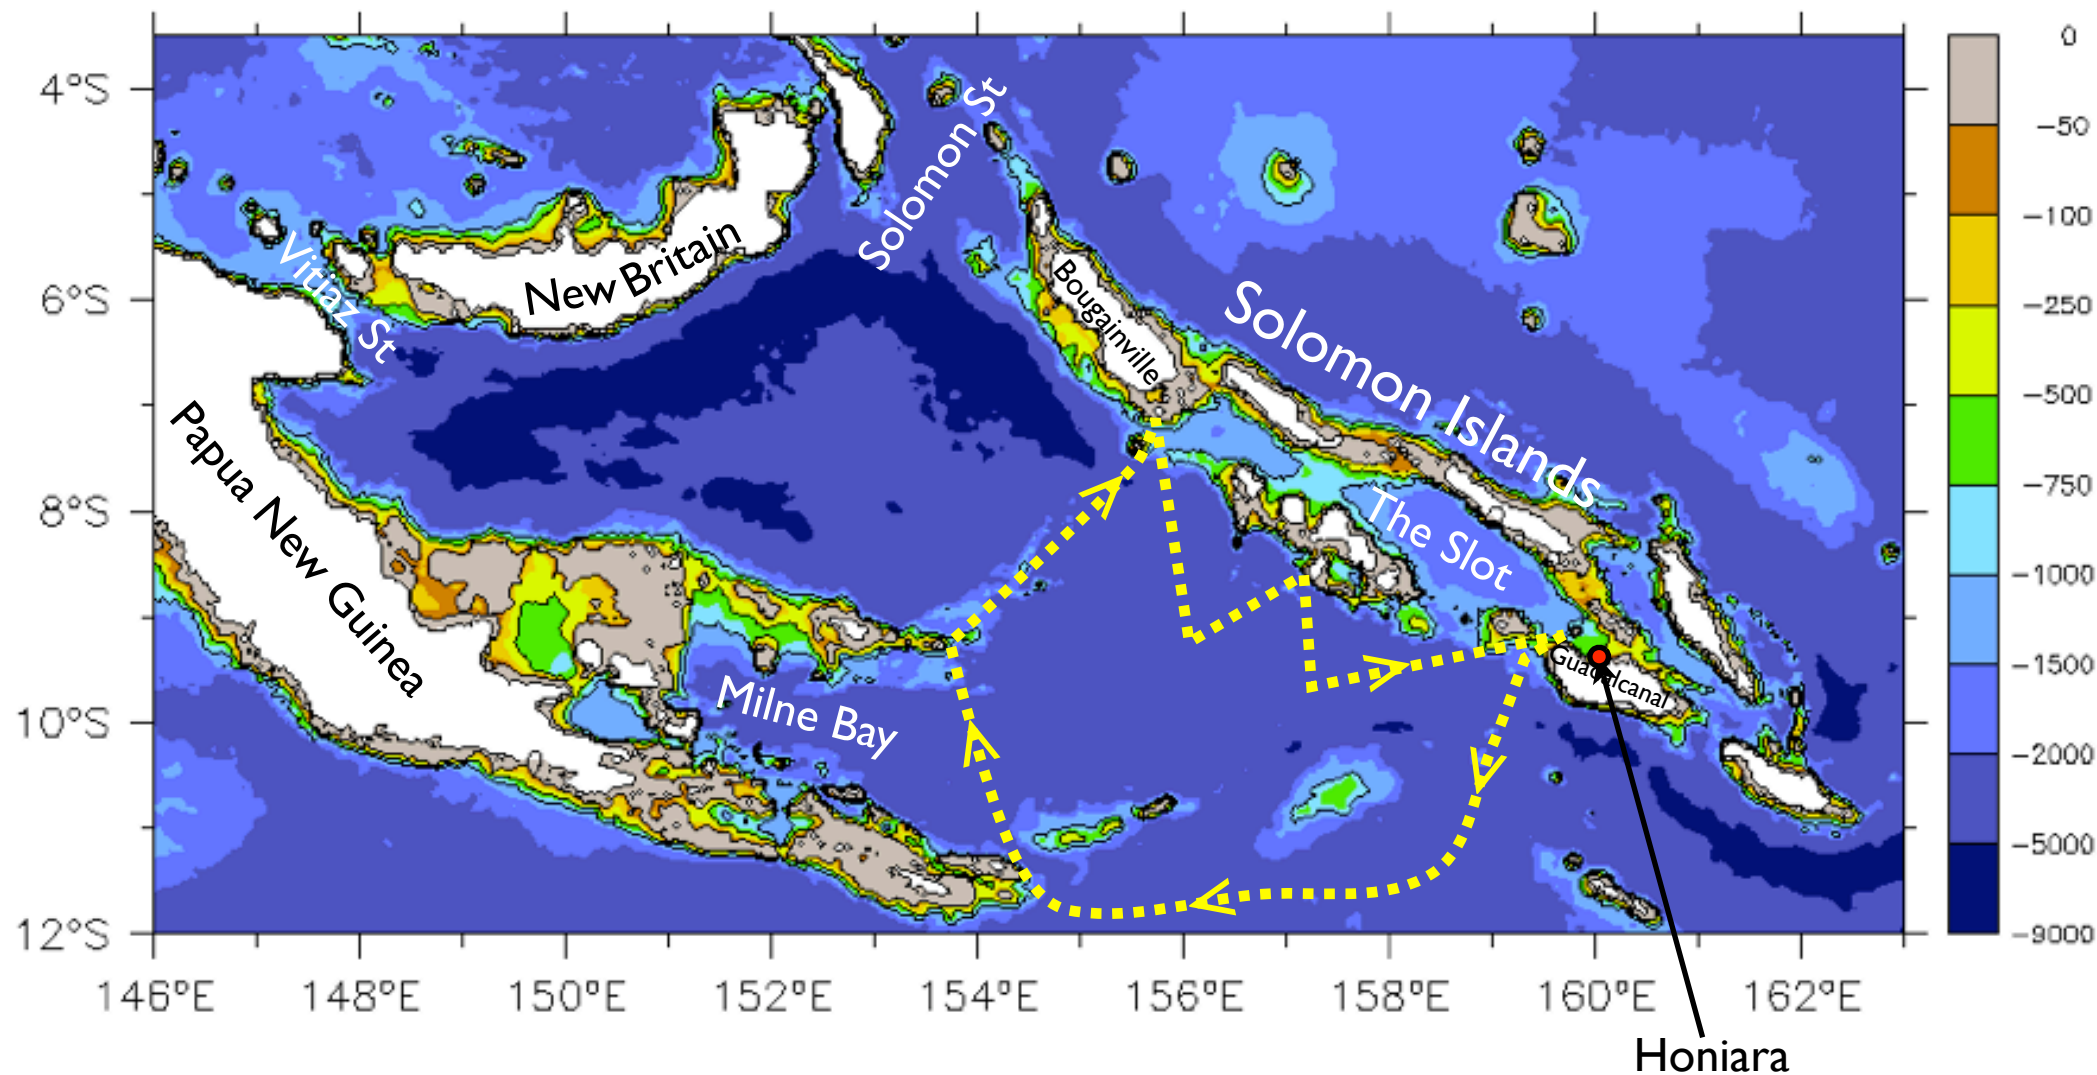 4°S
6°S
8°S
10°S
12°S
146°E
148°E
150°E
152°E
154°E
156°E
158°E
160°E
162°E
0
−50
−100
−250
−500
−750
−1000
−1500
−2000
−5000
−9000
Solomon St
Vitiaz St
New Britain
Bougainville
Solomon Islands
The Slot
Papua New Guinea
Milne Bay
Guadalcanal
Honiara